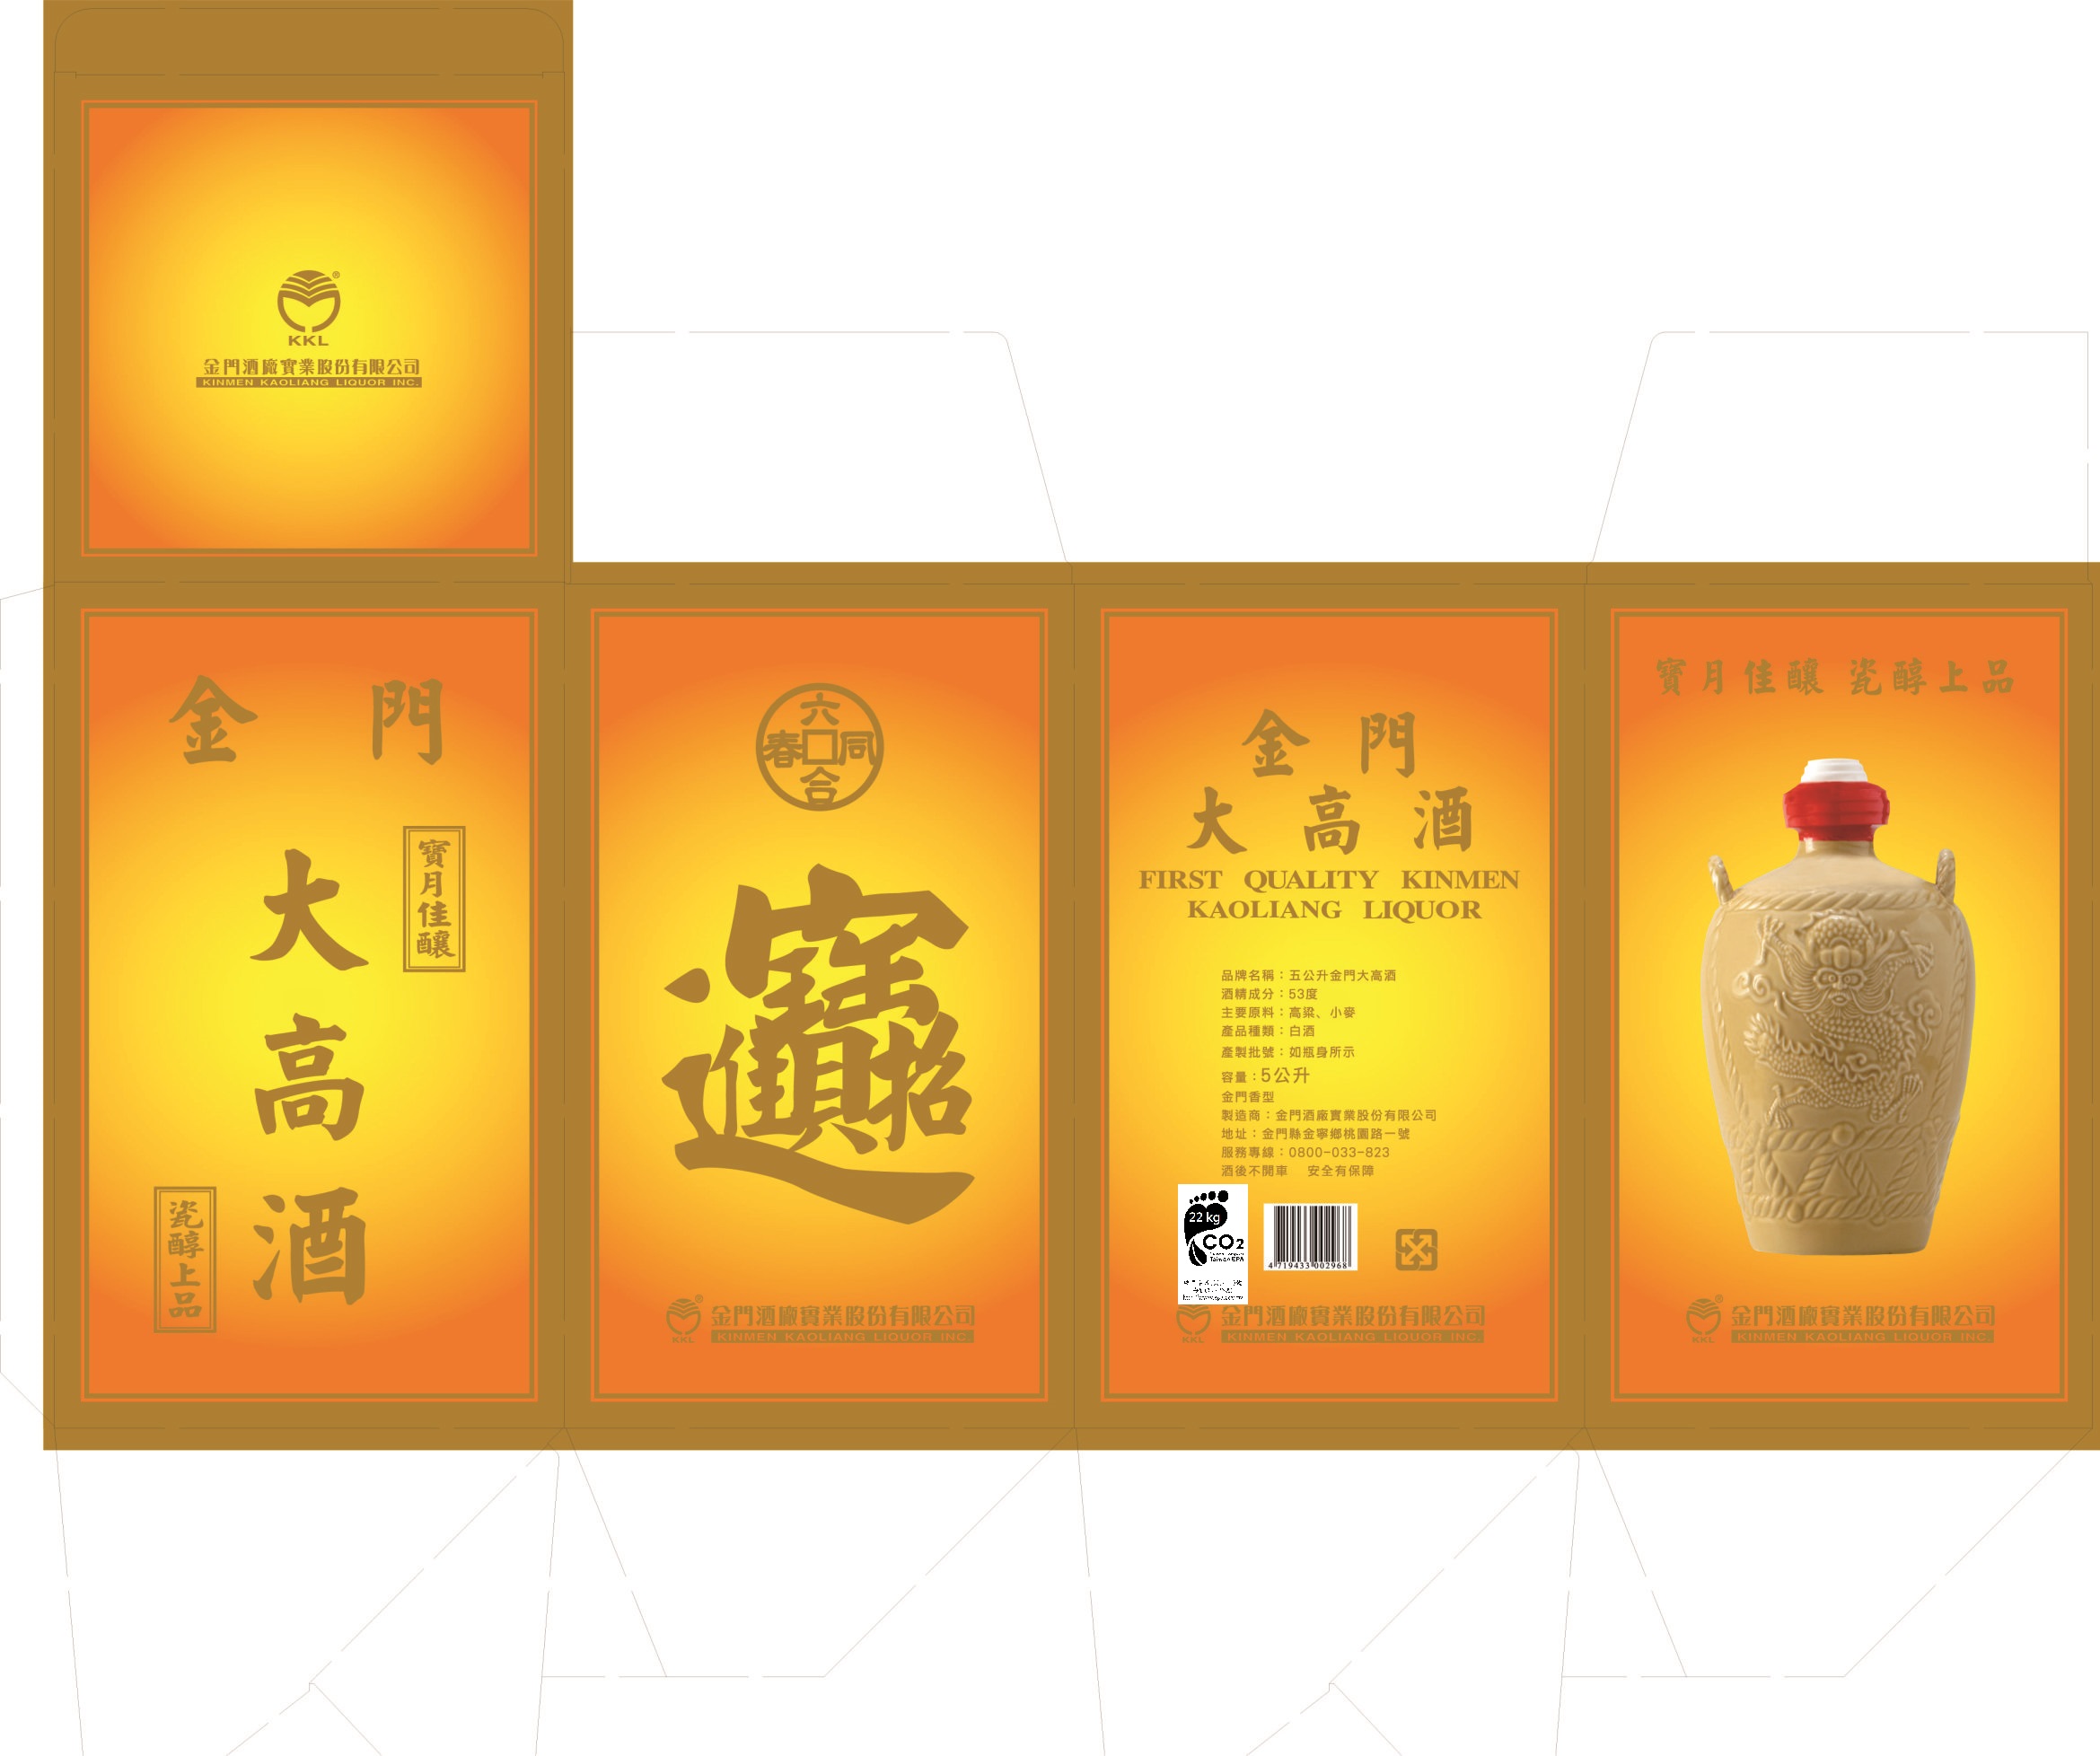 KKL
金門酒廠實業股份有限公司
KINMEN KAOLIANG LIQUOR INC.
金門
大高酒
寶月佳釀
瓷醇上品
六合同春
招財進寶
KKL
金門酒廠實業股份有限公司
KINMEN KAOLIANG LIQUOR INC.
金門
大高酒
FIRST QUALITY KINMEN
KAOLIANG LIQUOR
品牌名稱：五公升金門大高酒
酒精成分：53度
主要原料：高粱、小麥
產品種類：白酒
產製批號：如瓶身所示
容量：5公升
金門香型
製造商：金門酒廠實業股份有限公司
地址：金門縣金寧鄉桃園路一號
服務專線：0800-033-823
酒後不開車 安全有保障
22 kg
CO2
Taiwan EPA
4 719433 002968
KKL
金門酒廠實業股份有限公司
KINMEN KAOLIANG LIQUOR INC.
寶月佳釀 瓷醇上品
KKL
金門酒廠實業股份有限公司
KINMEN KAOLIANG LIQUOR INC.